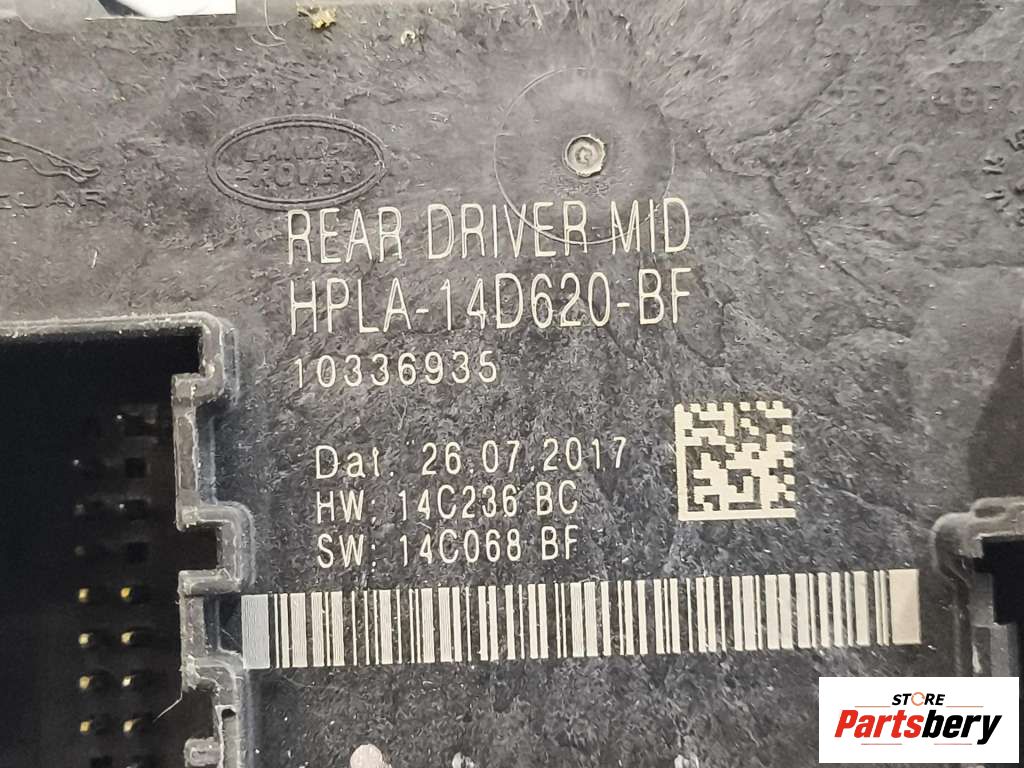 LAND-
-ROVER
REAR DRIVER MID
HPLA-14D620-BF
10336935
Dat. 26.07.2017
HW: 14C236 BC
SW: 14C068 BF
STORE
Partsbery